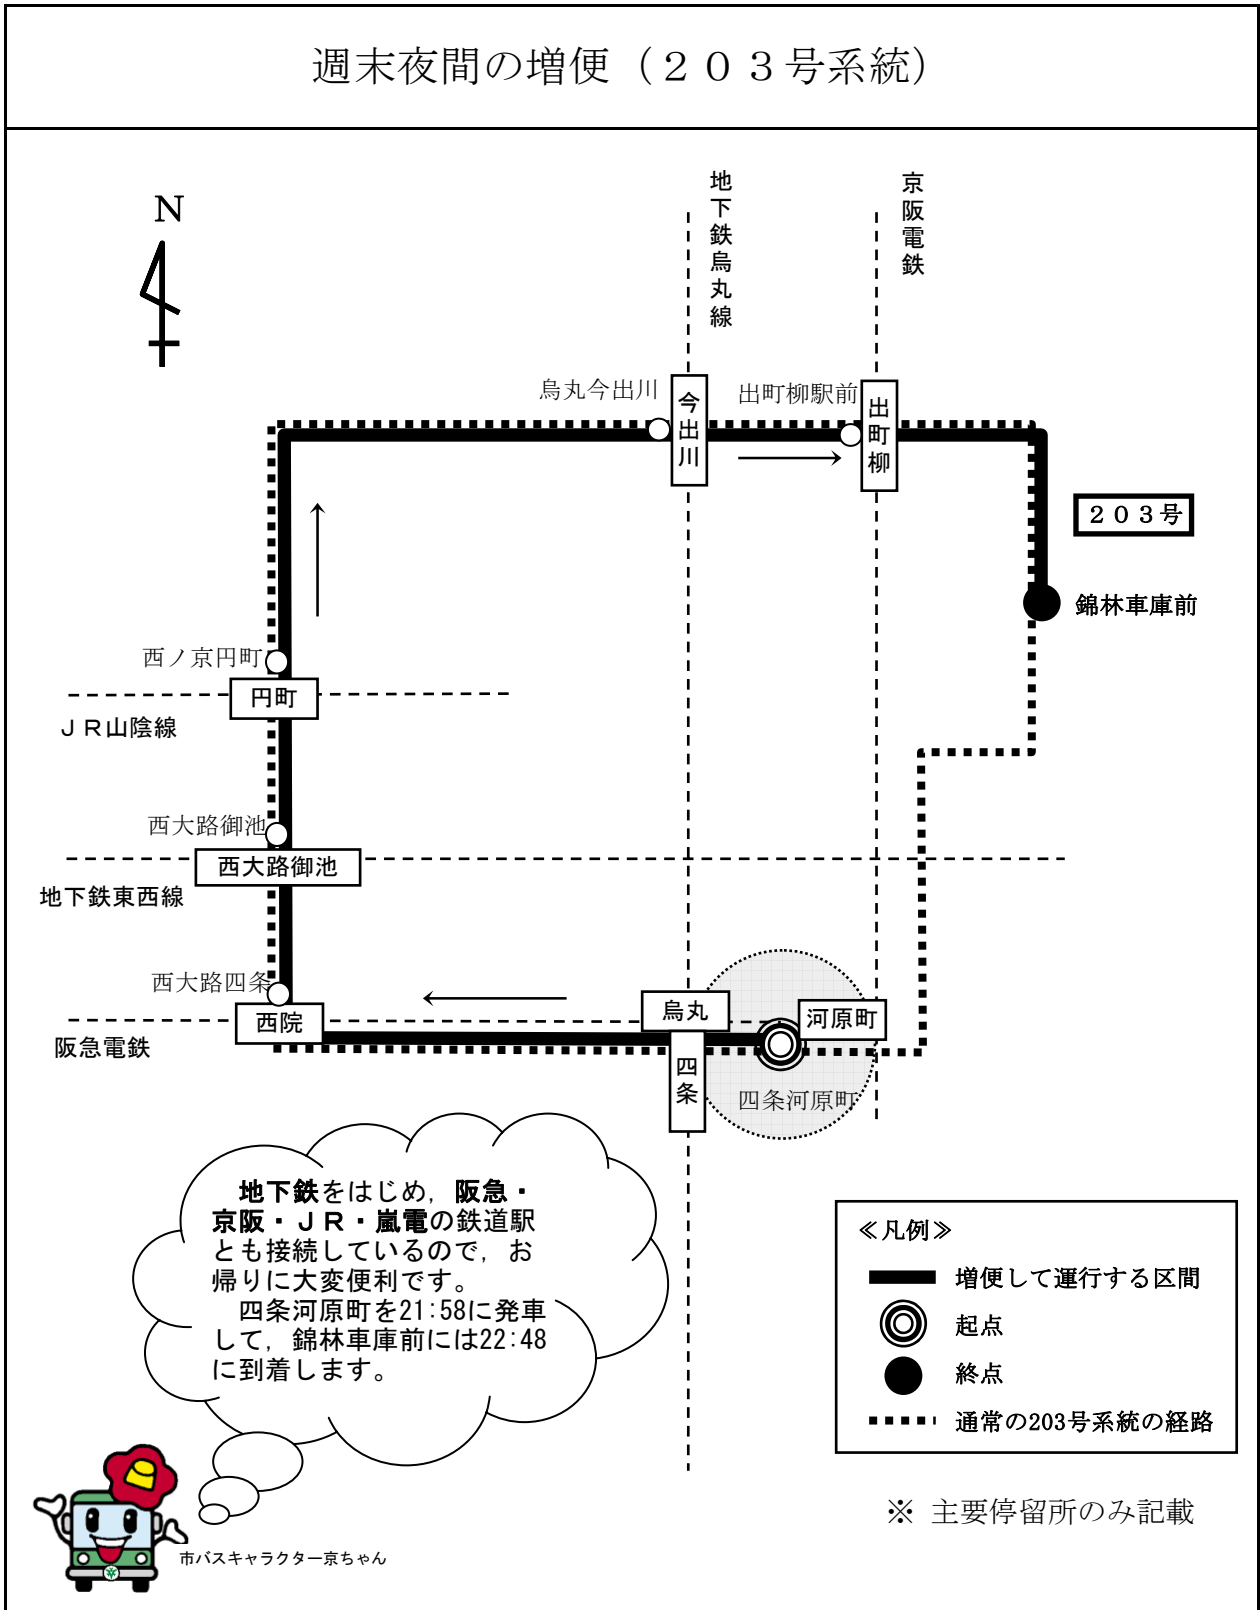 週末夜間の増便（２０３号系統）
N
地下鉄烏丸線
京阪電鉄
烏丸今出川
今出川
出町柳駅前
出町柳
２０３号
錦林車庫前
西ノ京円町
円町
ＪＲ山陰線
西大路御池
西大路御池
地下鉄東西線
西大路四条
西院
阪急電鉄
烏丸
四条
河原町
四条河原町
地下鉄をはじめ，阪急・
京阪・ＪＲ・嵐電の鉄道駅
とも接続しているので，お
帰りに大変便利です。
四条河原町を21:58に発車
して，錦林車庫前には22:48
に到着します。
≪凡例≫
増便して運行する区間
起点
終点
通常の203号系統の経路
※ 主要停留所のみ記載
市バスキャラクター京ちゃん